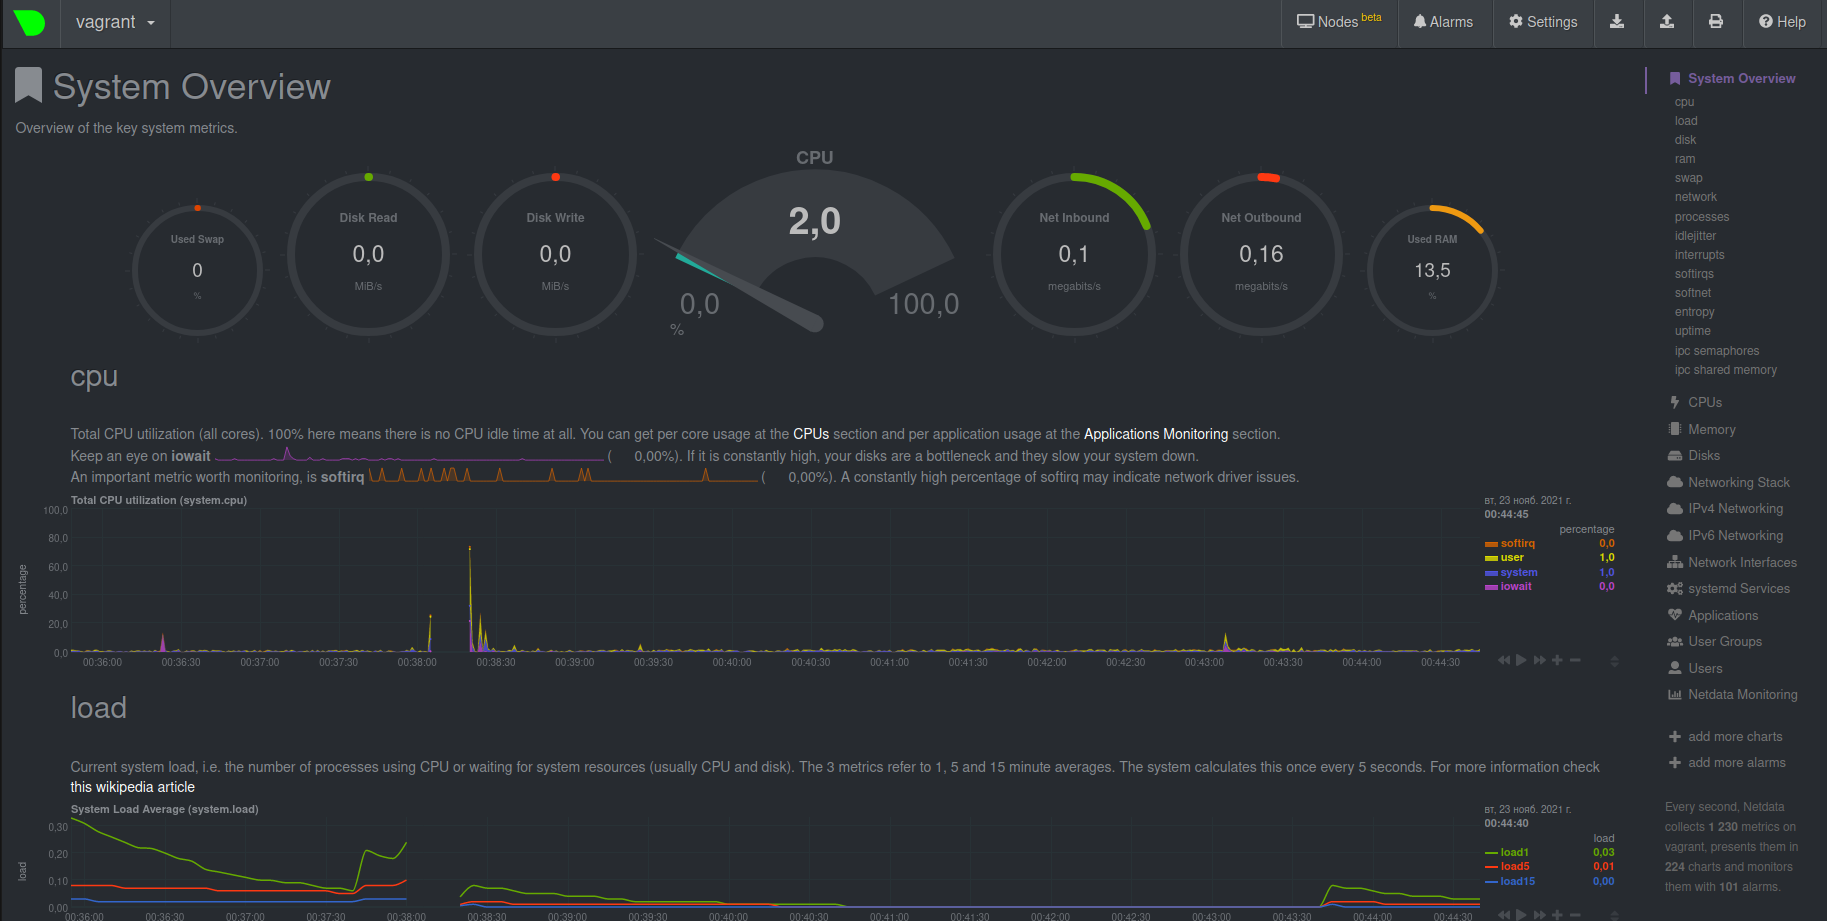 vagrant
Nodes beta
Alarms
Settings
Help
System Overview
Overview of the key system metrics.
Used Swap
0
%
Disk Read
0,0
MiB/s
Disk Write
0,0
MiB/s
CPU
2,0
0,0
100,0
%
Net Inbound
0,1
megabits/s
Net Outbound
0,16
megabits/s
Used RAM
13,5
%
cpu
Total CPU utilization (all cores). 100% here means there is no CPU idle time at all. You can get per core usage at the CPUs section and per application usage at the Applications Monitoring section.
Keep an eye on iowait ( 0,00%). If it is constantly high, your disks are a bottleneck and they slow your system down.
An important metric worth monitoring, is softirq ( 0,00%). A constantly high percentage of softirq may indicate network driver issues.
Total CPU utilization (system.cpu)
percentage
100,0
80,0
60,0
40,0
20,0
0,0
00:36:00 00:36:30 00:37:00 00:37:30 00:38:00 00:38:30 00:39:00 00:39:30 00:40:00 00:40:30 00:41:00 00:41:30 00:42:00 00:42:30 00:43:00 00:43:30 00:44:00 00:44:30
вт, 23 нояб. 2021 г.
00:44:45
percentage
softirq 0,0
user 1,0
system 1,0
iowait 0,0
load
Current system load, i.e. the number of processes using CPU or waiting for system resources (usually CPU and disk). The 3 metrics refer to 1, 5 and 15 minute averages. The system calculates this once every 5 seconds. For more information check
this wikipedia article
System Load Average (system.load)
load
0,30
0,20
0,10
0,00
00:36:00 00:36:30 00:37:00 00:37:30 00:38:00 00:38:30 00:39:00 00:39:30 00:40:00 00:40:30 00:41:00 00:41:30 00:42:00 00:42:30 00:43:00 00:43:30 00:44:00 00:44:30
вт, 23 нояб. 2021 г.
00:44:40
load
load1 0,03
load5 0,01
load15 0,00
System Overview
cpu
load
disk
ram
swap
network
processes
idlejitter
interrupts
softirqs
softnet
entropy
uptime
ipc semaphores
ipc shared memory
CPUs
Memory
Disks
Networking Stack
IPv4 Networking
IPv6 Networking
Network Interfaces
systemd Services
Applications
User Groups
Users
Netdata Monitoring
add more charts
add more alarms
Every second, Netdata
collects 1 230 metrics on
vagrant, presents them in
224 charts and monitors
them with 101 alarms.